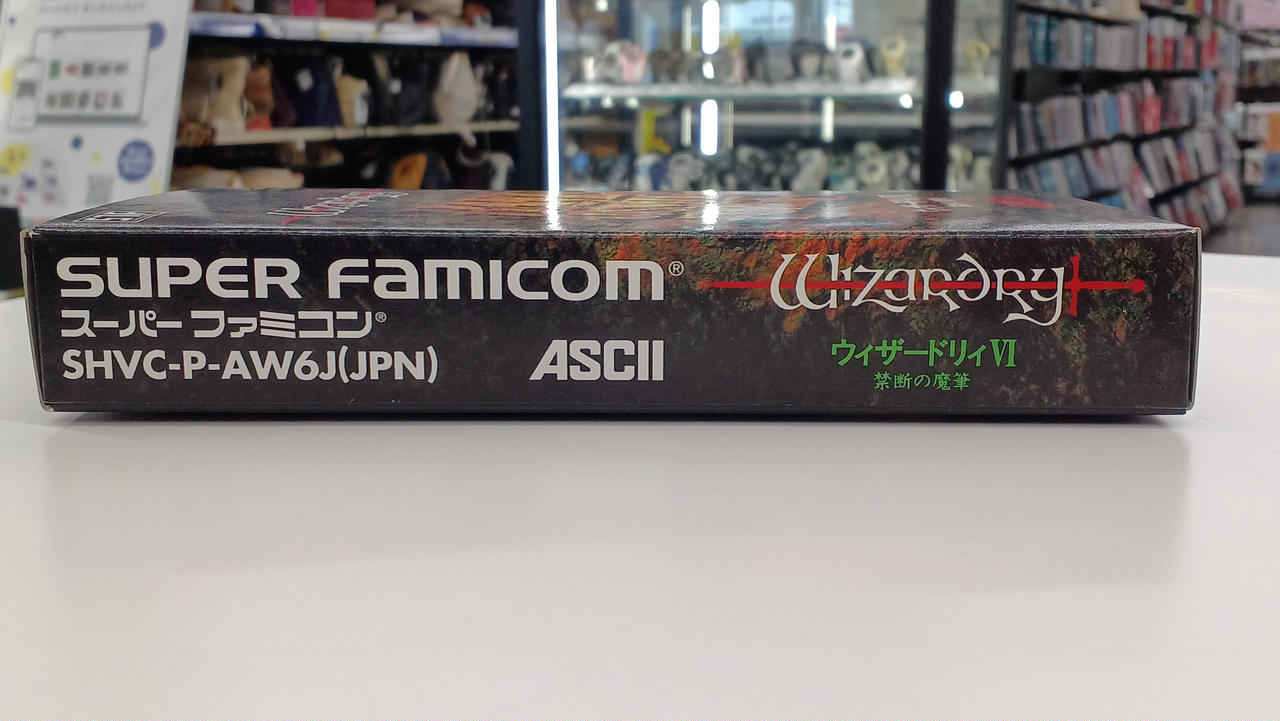 SUPER FAMICOM®
スーパーファミコン®
SHVC-P-AW6J(JPN)
ASCII
Wizardry
ウィザードリィVI
禁断の魔筆